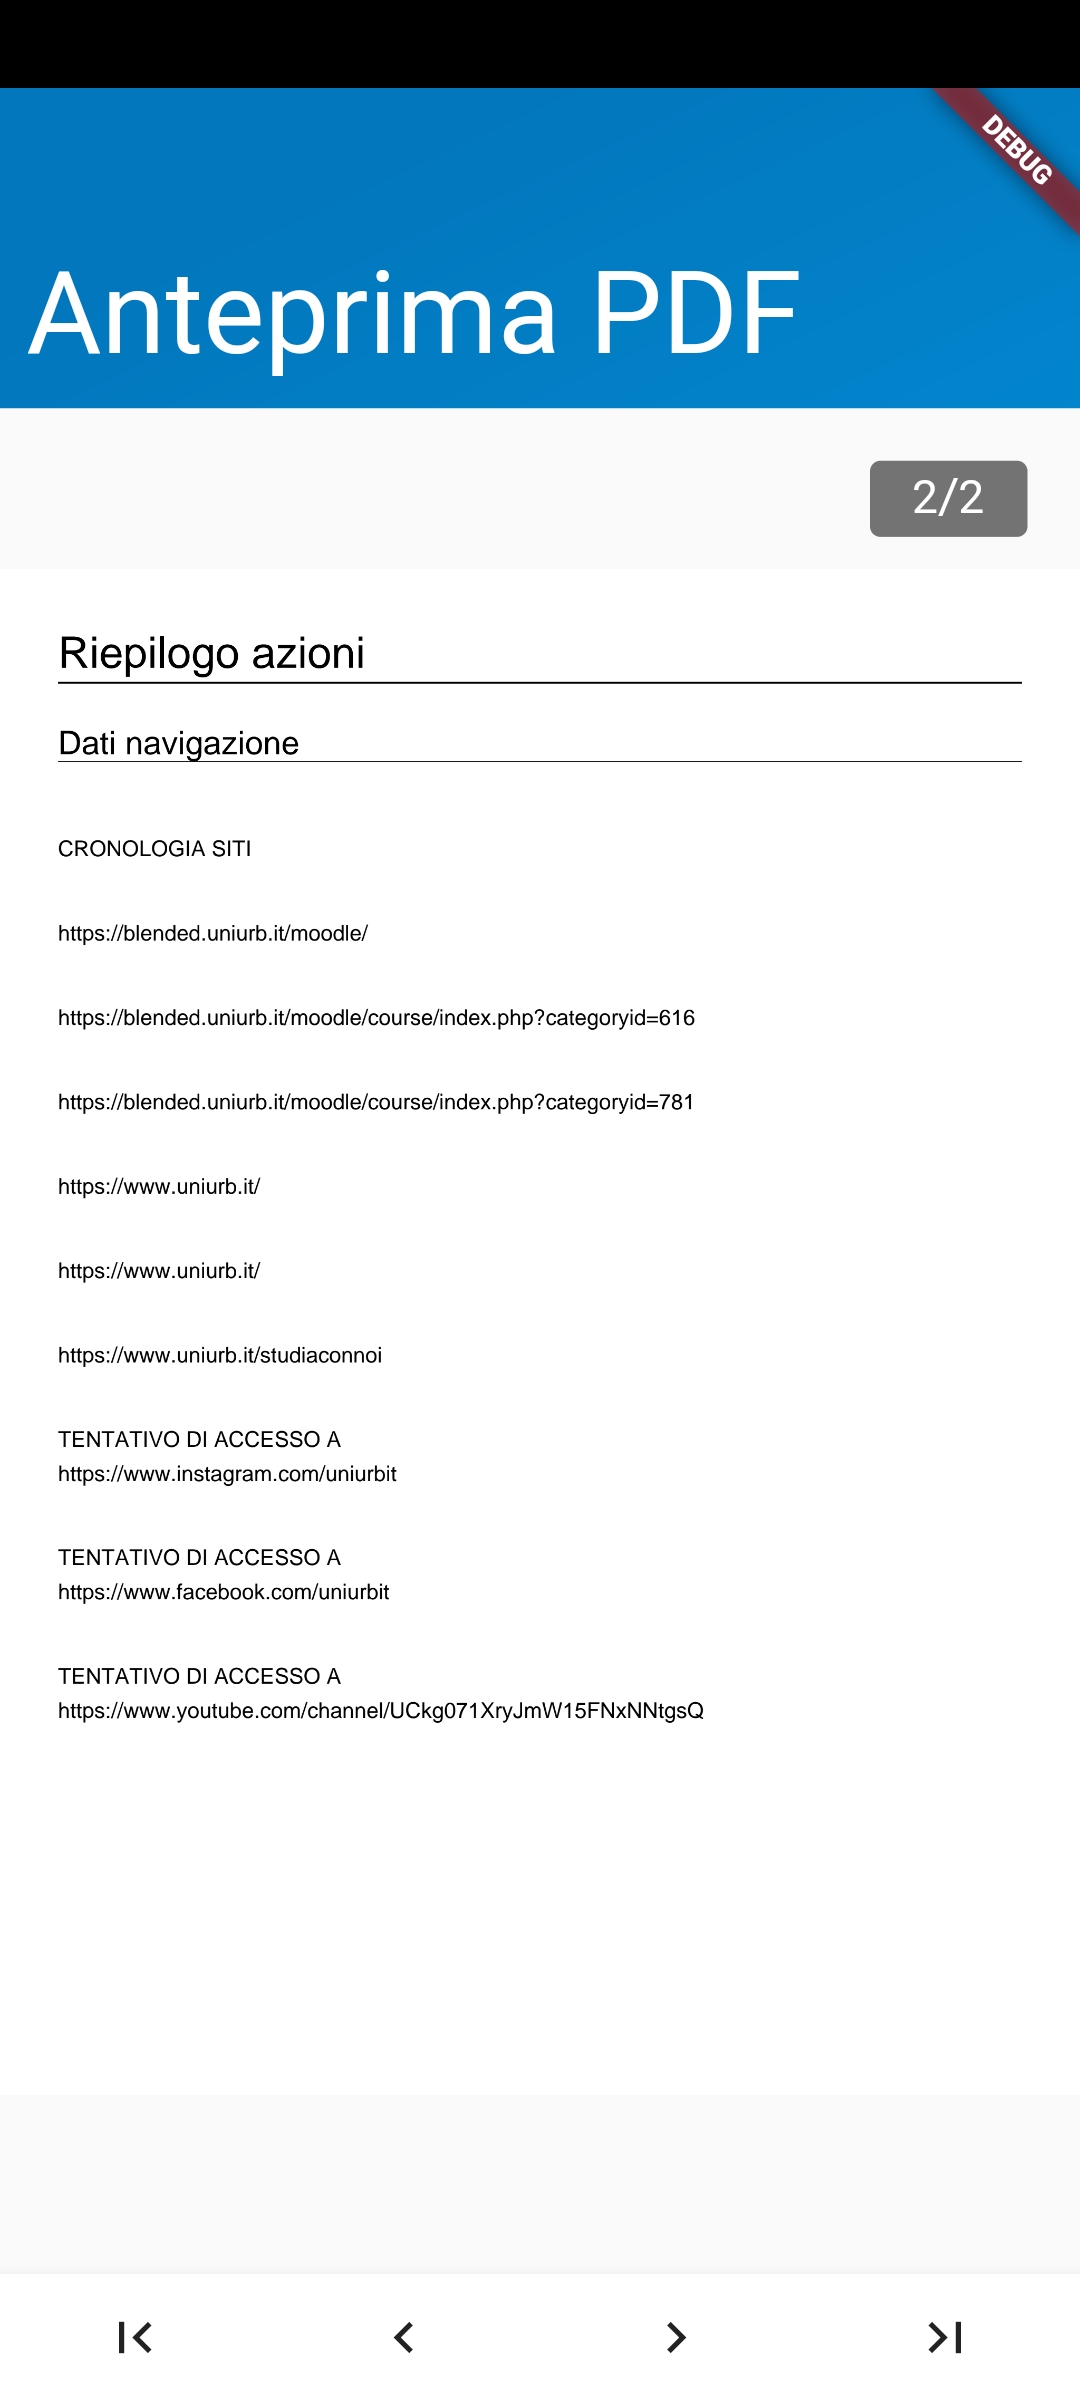 DEBUG
Anteprima PDF
2/2
Riepilogo azioni
Dati navigazione
CRONOLOGIA SITI
https://blended.uniurb.it/moodle/
https://blended.uniurb.it/moodle/course/index.php?categoryid=616
https://blended.uniurb.it/moodle/course/index.php?categoryid=781
https://www.uniurb.it/
https://www.uniurb.it/
https://www.uniurb.it/studiaconnoi
TENTATIVO DI ACCESSO A
https://www.instagram.com/uniurbit
TENTATIVO DI ACCESSO A
https://www.facebook.com/uniurbit
TENTATIVO DI ACCESSO A
https://www.youtube.com/channel/UCkg071XryJmW15FNxNNtgsQ